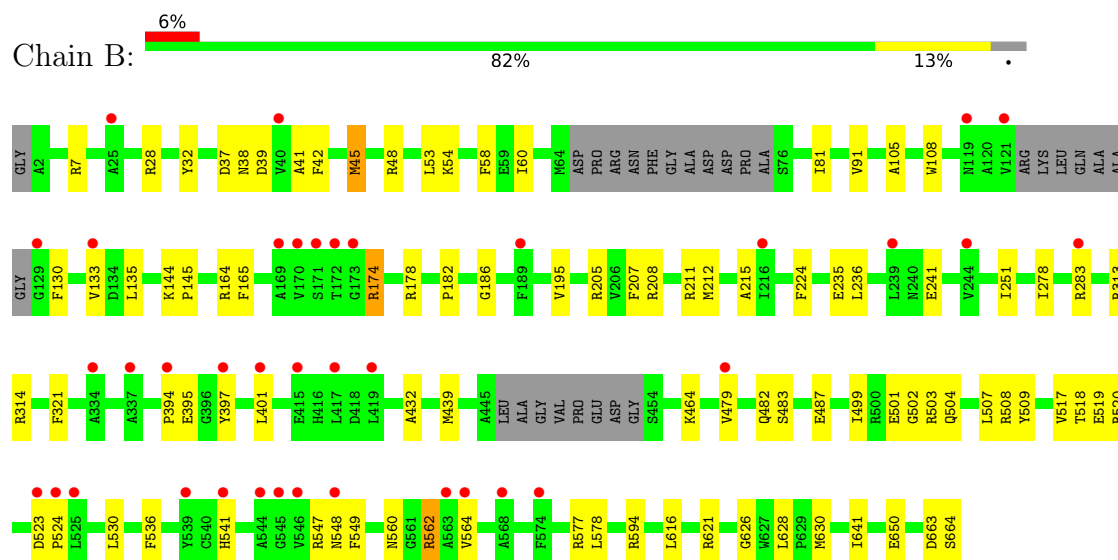 6%
Chain B:
82% 13% •
GLY A2 R7 A25 R28 Y32 D37 N38 D39 V40 A41 F42 M45 R48 L53 K54 F58 E59 I60 M64 ASP PRO ARG ASN PHE GLY ALA ASP ASP PRO ALA S76 I81 V91 A105 W108 N119 A120 V121 ARG LYS LEU GLN ALA ALA
GLY G129 F130 V133 D134 L135 K144 P145 R164 F165 A169 V170 S171 T172 G173 R174 R178 P182 G186 F189 V195 R205 V206 F207 R208 R211 M212 A215 I216 F224 E235 L236 L239 N240 E241 V244 I251 I278 R283 R313
R314 F321 A334 A337 P394 E395 G396 Y397 L401 E415 H416 L417 D418 L419 A432 M439 A445 LEU ALA GLY VAL PRO GLU ASP GLY S454 K464 V479 Q482 S483 E487 I499 R500 E501 G502 R503 Q504 L507 R508 Y509 V517 T518 E519 R520
D523 P524 L525 L530 F536 Y539 C540 H541 A544 G545 V546 R547 N548 F549 N560 G561 R562 A563 V564 A568 F574 R577 L578 R594 L616 R621 G626 W627 L628 P629 M630 I641 E650 D663 S664